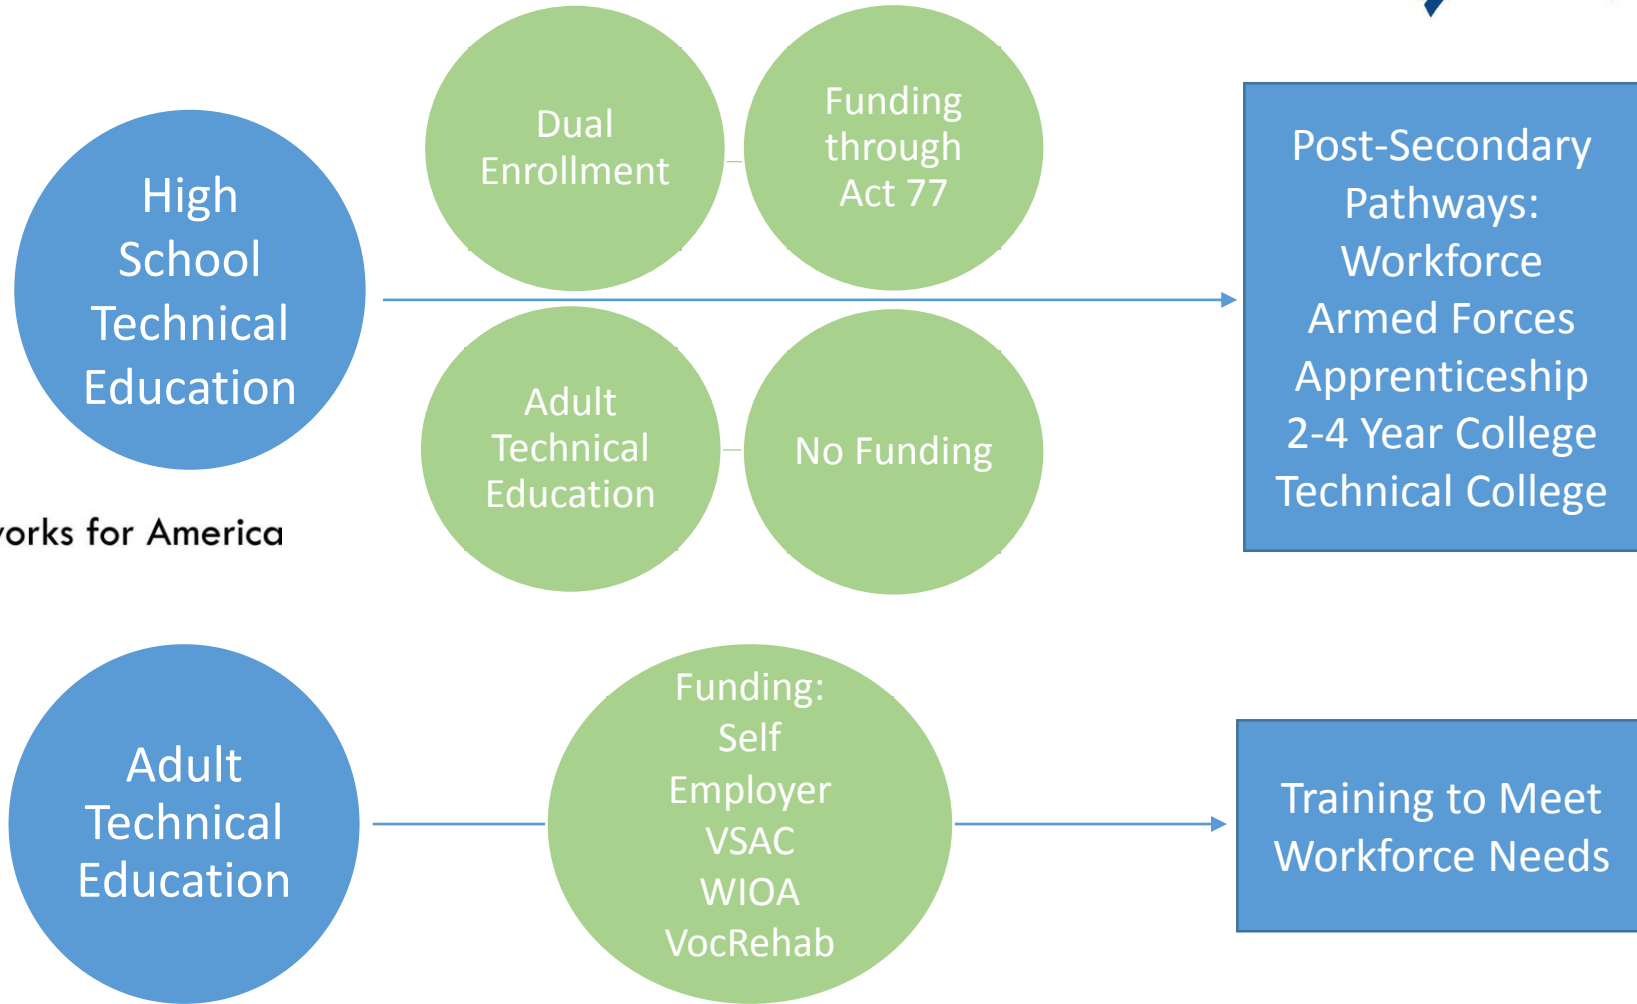 High
School
Technical
Education
Dual
Enrollment
Funding
through
Act 77
Adult
Technical
Education
No Funding
Post-Secondary
Pathways:
Workforce
Armed Forces
Apprenticeship
2-4 Year College
Technical College
for America
Adult
Technical
Education
Funding:
Self
Employer
VSAC
WIOA
VocRehab
Training to Meet
Workforce Needs